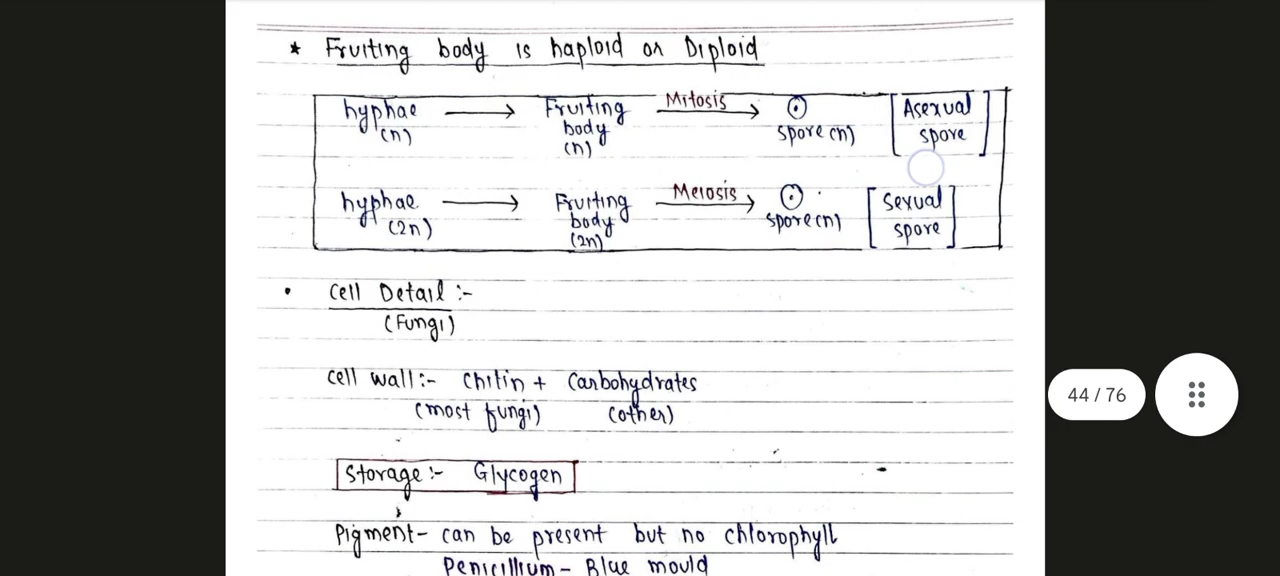 * Fruiting body is haploid or Diploid
hyphae (n) → Fruiting body (n) Mitosis → spore (n) [Asexual spore]
hyphae (2n) → Fruiting body (2n) Meiosis → spore (n) [Sexual spore]
• Cell Detail :-
(Fungi)
Cell wall :- Chitin + Carbohydrates
(most fungi) (other)
Storage :- Glycogen
Pigment - can be present but no chlorophyll
Penicillium - Blue mould
44 / 76